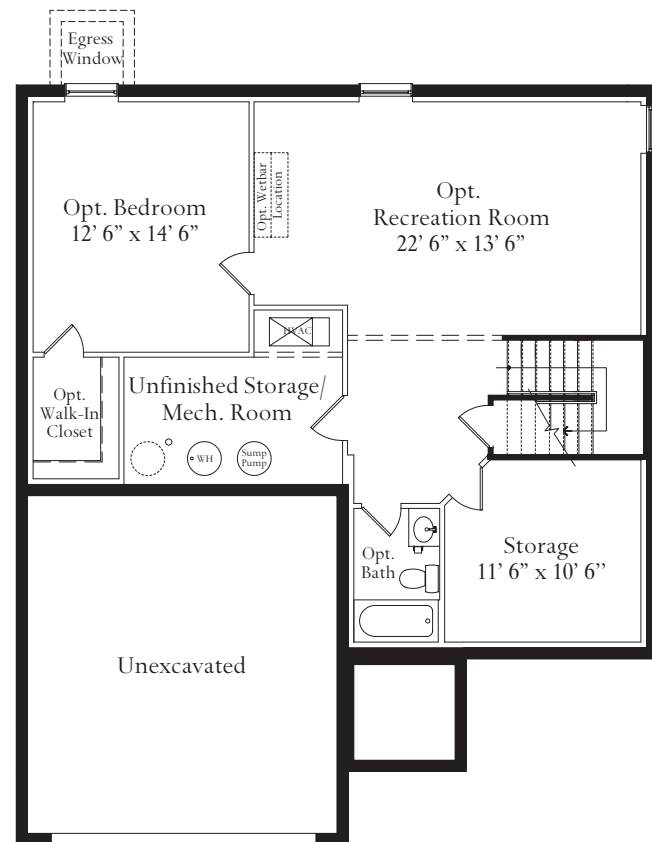 Egress
Window
Opt. Bedroom
12’ 6” x 14’ 6”
Opt. Wetbar
Location
Opt.
Recreation Room
22’ 6” x 13’ 6”
HVAC
Opt.
Walk-In
Closet
Unfinished Storage/
Mech. Room
WH
Sump
Pump
Opt.
Bath
Storage
11’ 6” x 10’ 6’’
Unexcavated